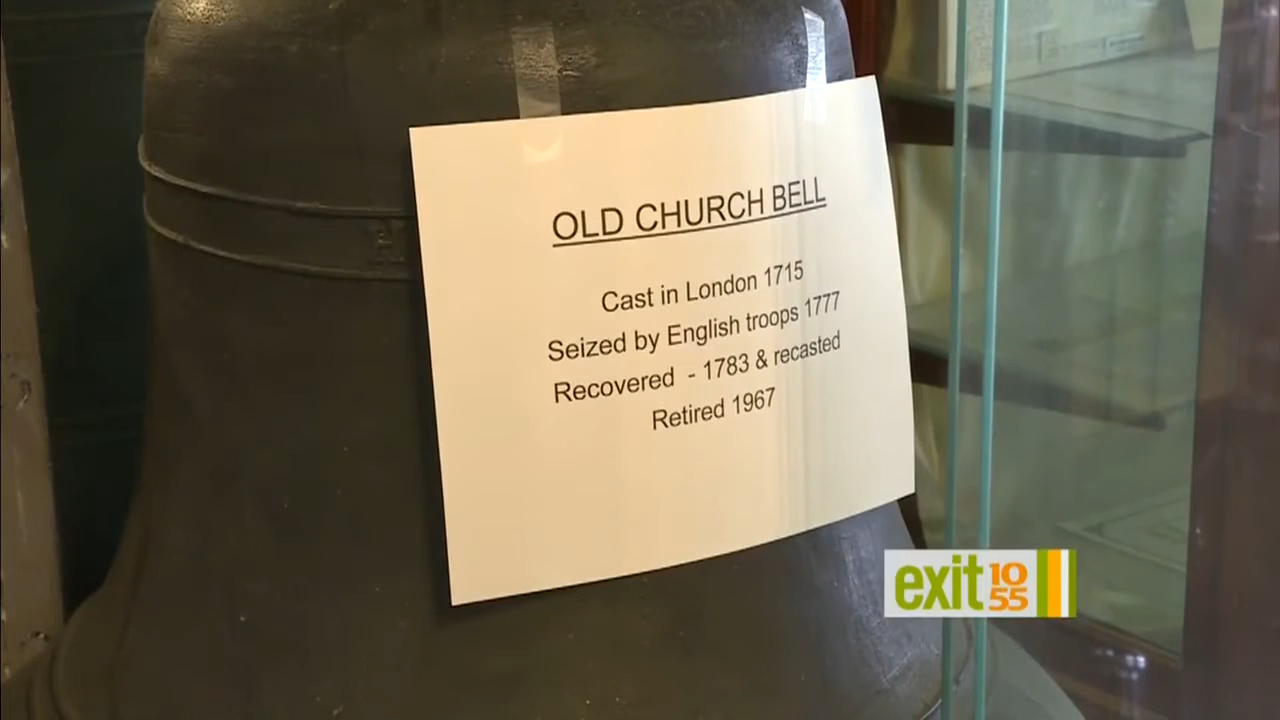 OLD CHURCH BELL
Cast in London 1715
Seized by English troops 1777
Recovered - 1783 & recasted
Retired 1967
exit 10 55